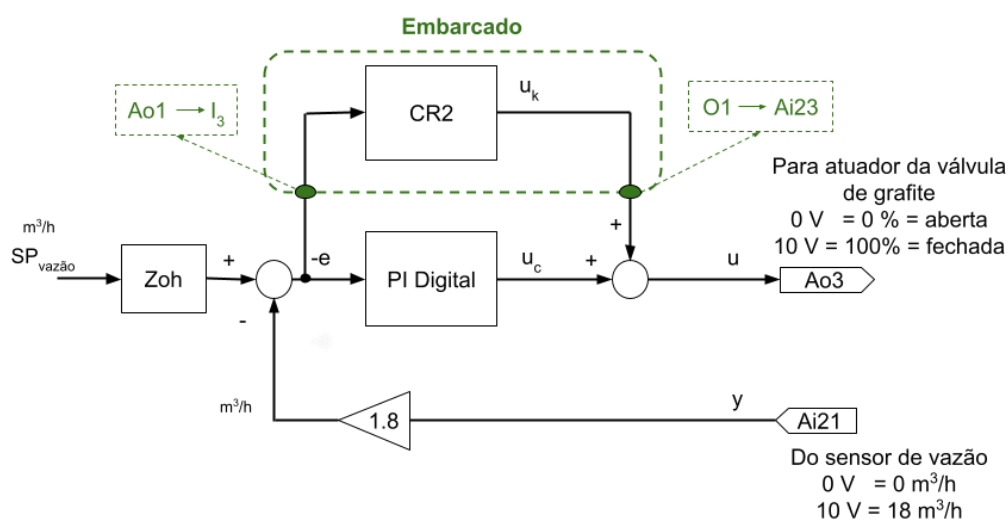 Embarcado
Ao1 → I₃
CR2
uₖ
O1 → Ai23
Para atuador da válvula
de grafite
0 V = 0 % = aberta
10 V = 100% = fechada
m³/h
SP_vazão
Zoh
+
-
-e
PI Digital
u_c
+
+
u
Ao3
m³/h
1.8
y
Ai21
Do sensor de vazão
0 V = 0 m³/h
10 V = 18 m³/h